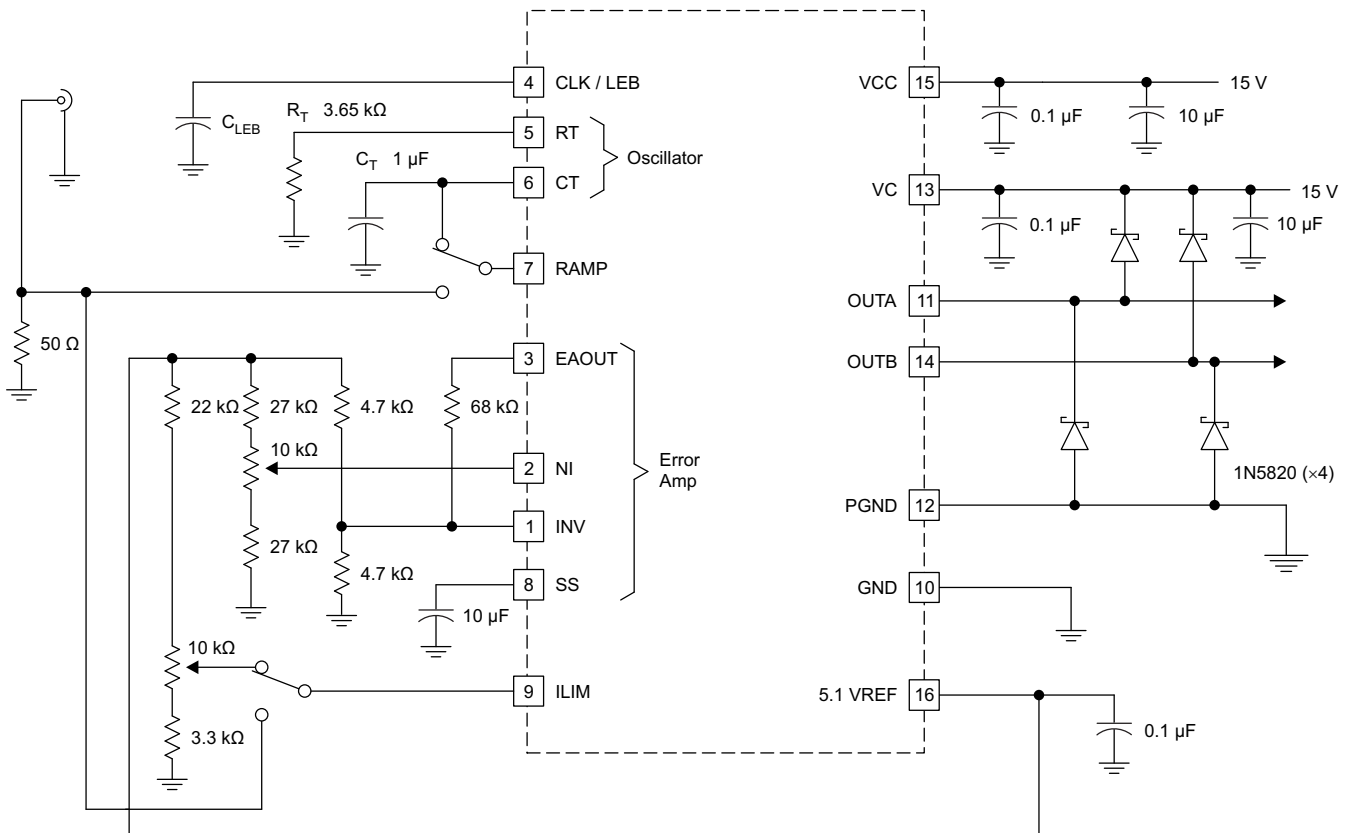 4 CLK / LEB
C_LEB
R_T 3.65 kΩ
5 RT
Oscillator
C_T 1 µF
6 CT
7 RAMP
50 Ω
3 EAOUT
22 kΩ
27 kΩ
4.7 kΩ
68 kΩ
10 kΩ
2 NI
Error
Amp
1 INV
27 kΩ
4.7 kΩ
8 SS
10 µF
10 kΩ
9 ILIM
3.3 kΩ
VCC 15
15 V
0.1 µF
10 µF
VC 13
15 V
0.1 µF
10 µF
OUTA 11
OUTB 14
1N5820 (×4)
PGND 12
GND 10
5.1 VREF 16
0.1 µF